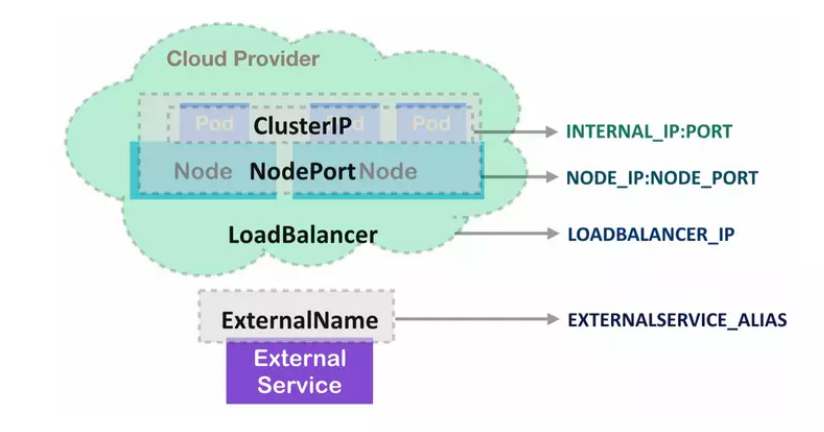 Cloud Provider
Pod ClusterIP Pod
INTERNAL_IP:PORT
Node NodePort Node
NODE_IP:NODE_PORT
LoadBalancer
LOADBALANCER_IP
ExternalName
EXTERNALSERVICE_ALIAS
External
Service